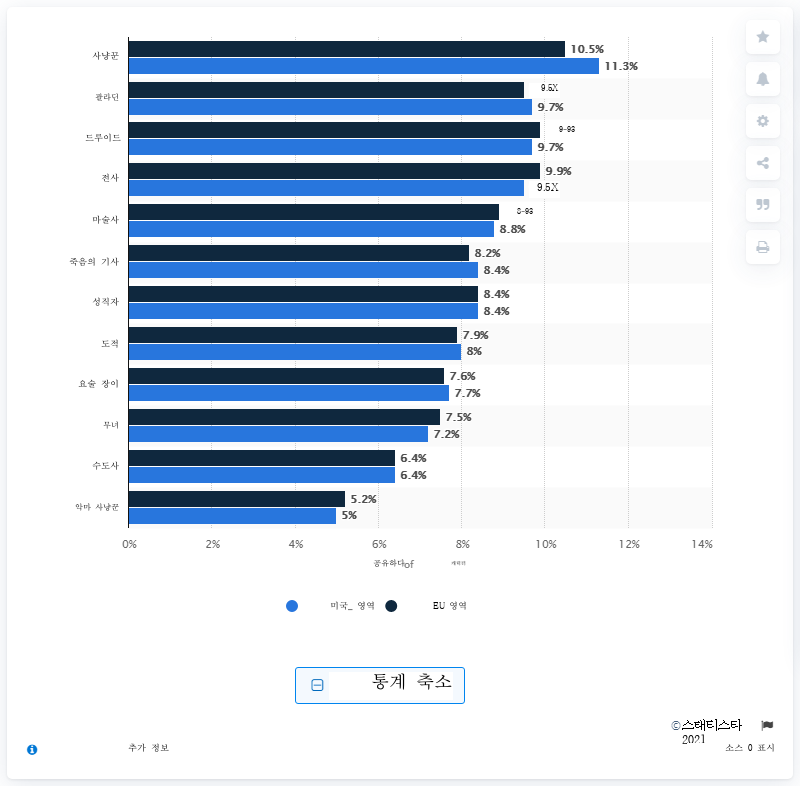 사냥꾼
10.5%
11.3%
팔라딘
9.5%
9.7%
드루이드
9-93
9.7%
전사
9.9%
9.5%
마술사
8-93
8.8%
죽음의 기사
8.2%
8.4%
성직자
8.4%
8.4%
도적
7.9%
8%
요술 장이
7.6%
7.7%
무녀
7.5%
7.2%
수도사
6.4%
6.4%
악마 사냥꾼
5.2%
5%
0% 2% 4% 6% 8% 10% 12% 14%
공유하다of
미국_ 영역 EU 영역
통계 축소
©스태티스타
2021
추가 정보
소스 0 표시